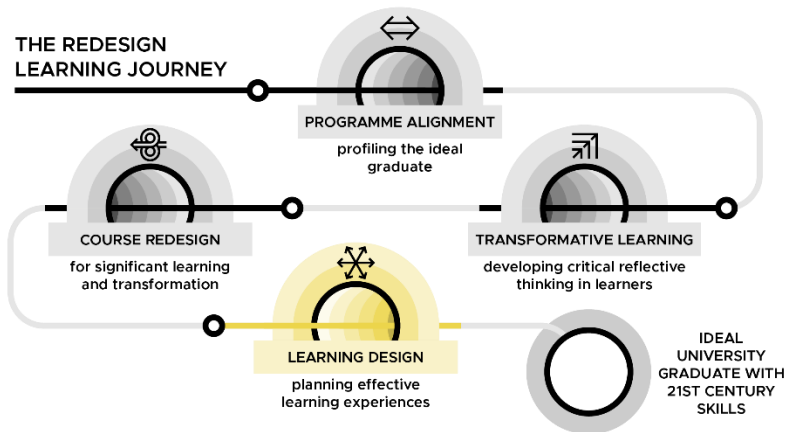 THE REDESIGN
LEARNING JOURNEY
PROGRAMME ALIGNMENT
profiling the ideal
graduate
TRANSFORMATIVE LEARNING
developing critical reflective
thinking in learners
COURSE REDESIGN
for significant learning
and transformation
LEARNING DESIGN
planning effective
learning experiences
IDEAL
UNIVERSITY
GRADUATE WITH
21ST CENTURY
SKILLS